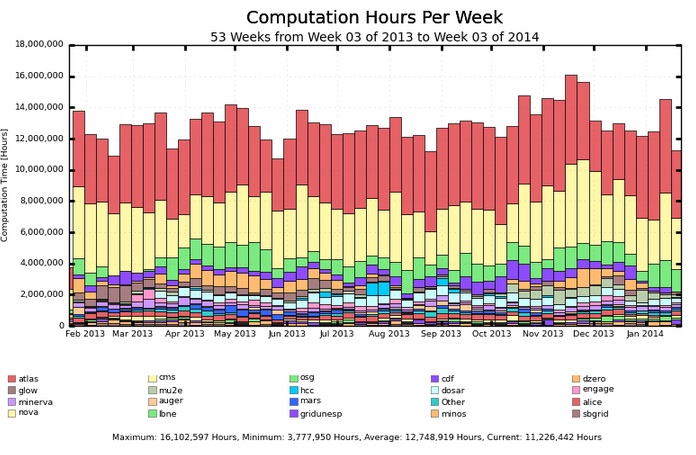 Computation Hours Per Week
53 Weeks from Week 03 of 2013 to Week 03 of 2014
Computation Time [Hours]
18,000,000
16,000,000
14,000,000
12,000,000
10,000,000
8,000,000
6,000,000
4,000,000
2,000,000
0
Feb 2013 Mar 2013 Apr 2013 May 2013 Jun 2013 Jul 2013 Aug 2013 Sep 2013 Oct 2013 Nov 2013 Dec 2013 Jan 2014
atlas cms osg cdf dzero
glow mu2e hcc dosar engage
minerva auger mars Other alice
nova bne gridunesp minos sbgrid
Maximum: 16,102,597 Hours, Minimum: 3,777,950 Hours, Average: 12,748,919 Hours, Current: 11,226,442 Hours